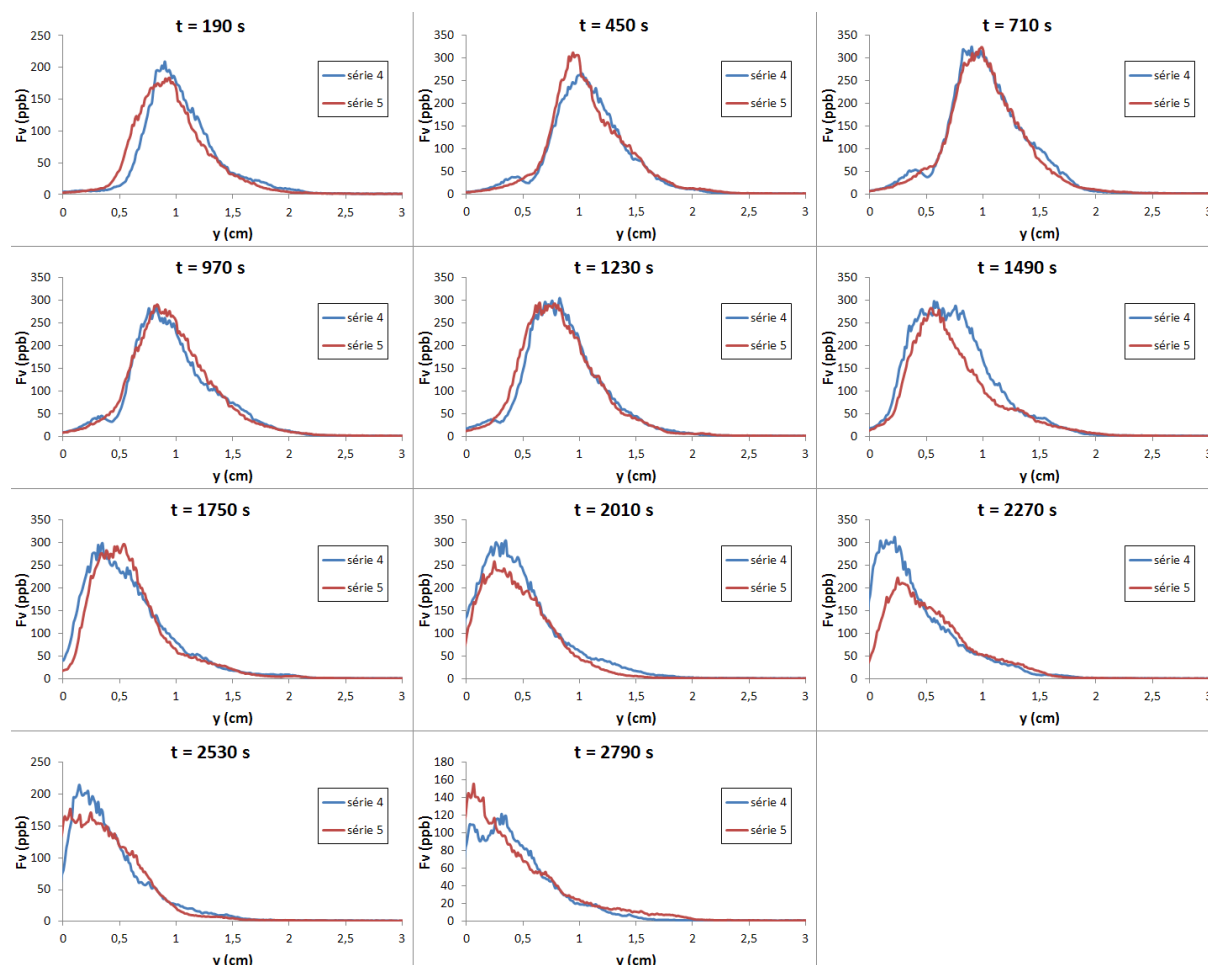 t = 190 s
Fv (ppb)
250
200
150
100
50
0
0 0,5 1 1,5 2 2,5 3
y (cm)
série 4
série 5
t = 450 s
Fv (ppb)
350
300
250
200
150
100
50
0
0 0,5 1 1,5 2 2,5 3
y (cm)
série 4
série 5
t = 710 s
Fv (ppb)
350
300
250
200
150
100
50
0
0 0,5 1 1,5 2 2,5 3
y (cm)
série 4
série 5
t = 970 s
Fv (ppb)
350
300
250
200
150
100
50
0
0 0,5 1 1,5 2 2,5 3
y (cm)
série 4
série 5
t = 1230 s
Fv (ppb)
350
300
250
200
150
100
50
0
0 0,5 1 1,5 2 2,5 3
y (cm)
série 4
série 5
t = 1490 s
Fv (ppb)
350
300
250
200
150
100
50
0
0 0,5 1 1,5 2 2,5 3
y (cm)
série 4
série 5
t = 1750 s
Fv (ppb)
350
300
250
200
150
100
50
0
0 0,5 1 1,5 2 2,5 3
y (cm)
série 4
série 5
t = 2010 s
Fv (ppb)
350
300
250
200
150
100
50
0
0 0,5 1 1,5 2 2,5 3
y (cm)
série 4
série 5
t = 2270 s
Fv (ppb)
350
300
250
200
150
100
50
0
0 0,5 1 1,5 2 2,5 3
y (cm)
série 4
série 5
t = 2530 s
Fv (ppb)
250
200
150
100
50
0
0 0,5 1 1,5 2 2,5 3
y (cm)
série 4
série 5
t = 2790 s
Fv (ppb)
180
160
140
120
100
80
60
40
20
0
0 0,5 1 1,5 2 2,5 3
y (cm)
série 4
série 5